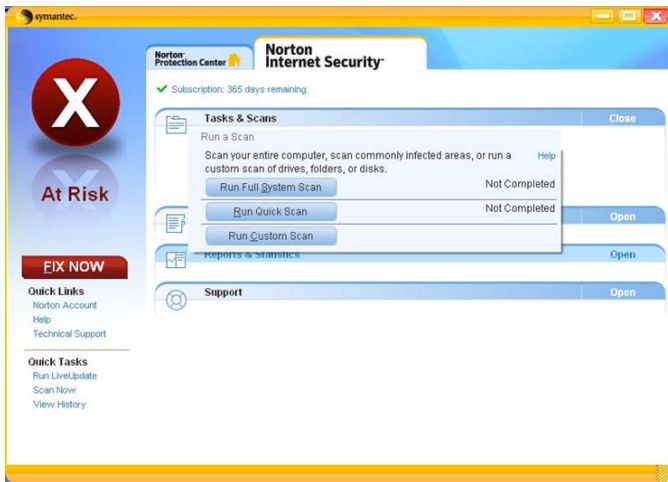 symantec.
Norton
Protection Center
Norton
Internet Security
Subscription: 365 days remaining.
X
At Risk
FIX NOW
Quick Links
Norton Account
Help
Technical Support
Quick Tasks
Run LiveUpdate
Scan Now
View History
Tasks & Scans
Close
Run a Scan
Scan your entire computer, scan commonly infected areas, or run a
custom scan of drives, folders, or disks.
Help
Run Full System Scan
Not Completed
Run Quick Scan
Not Completed
Run Custom Scan
Open
Reports & Statistics
Open
Support
Open